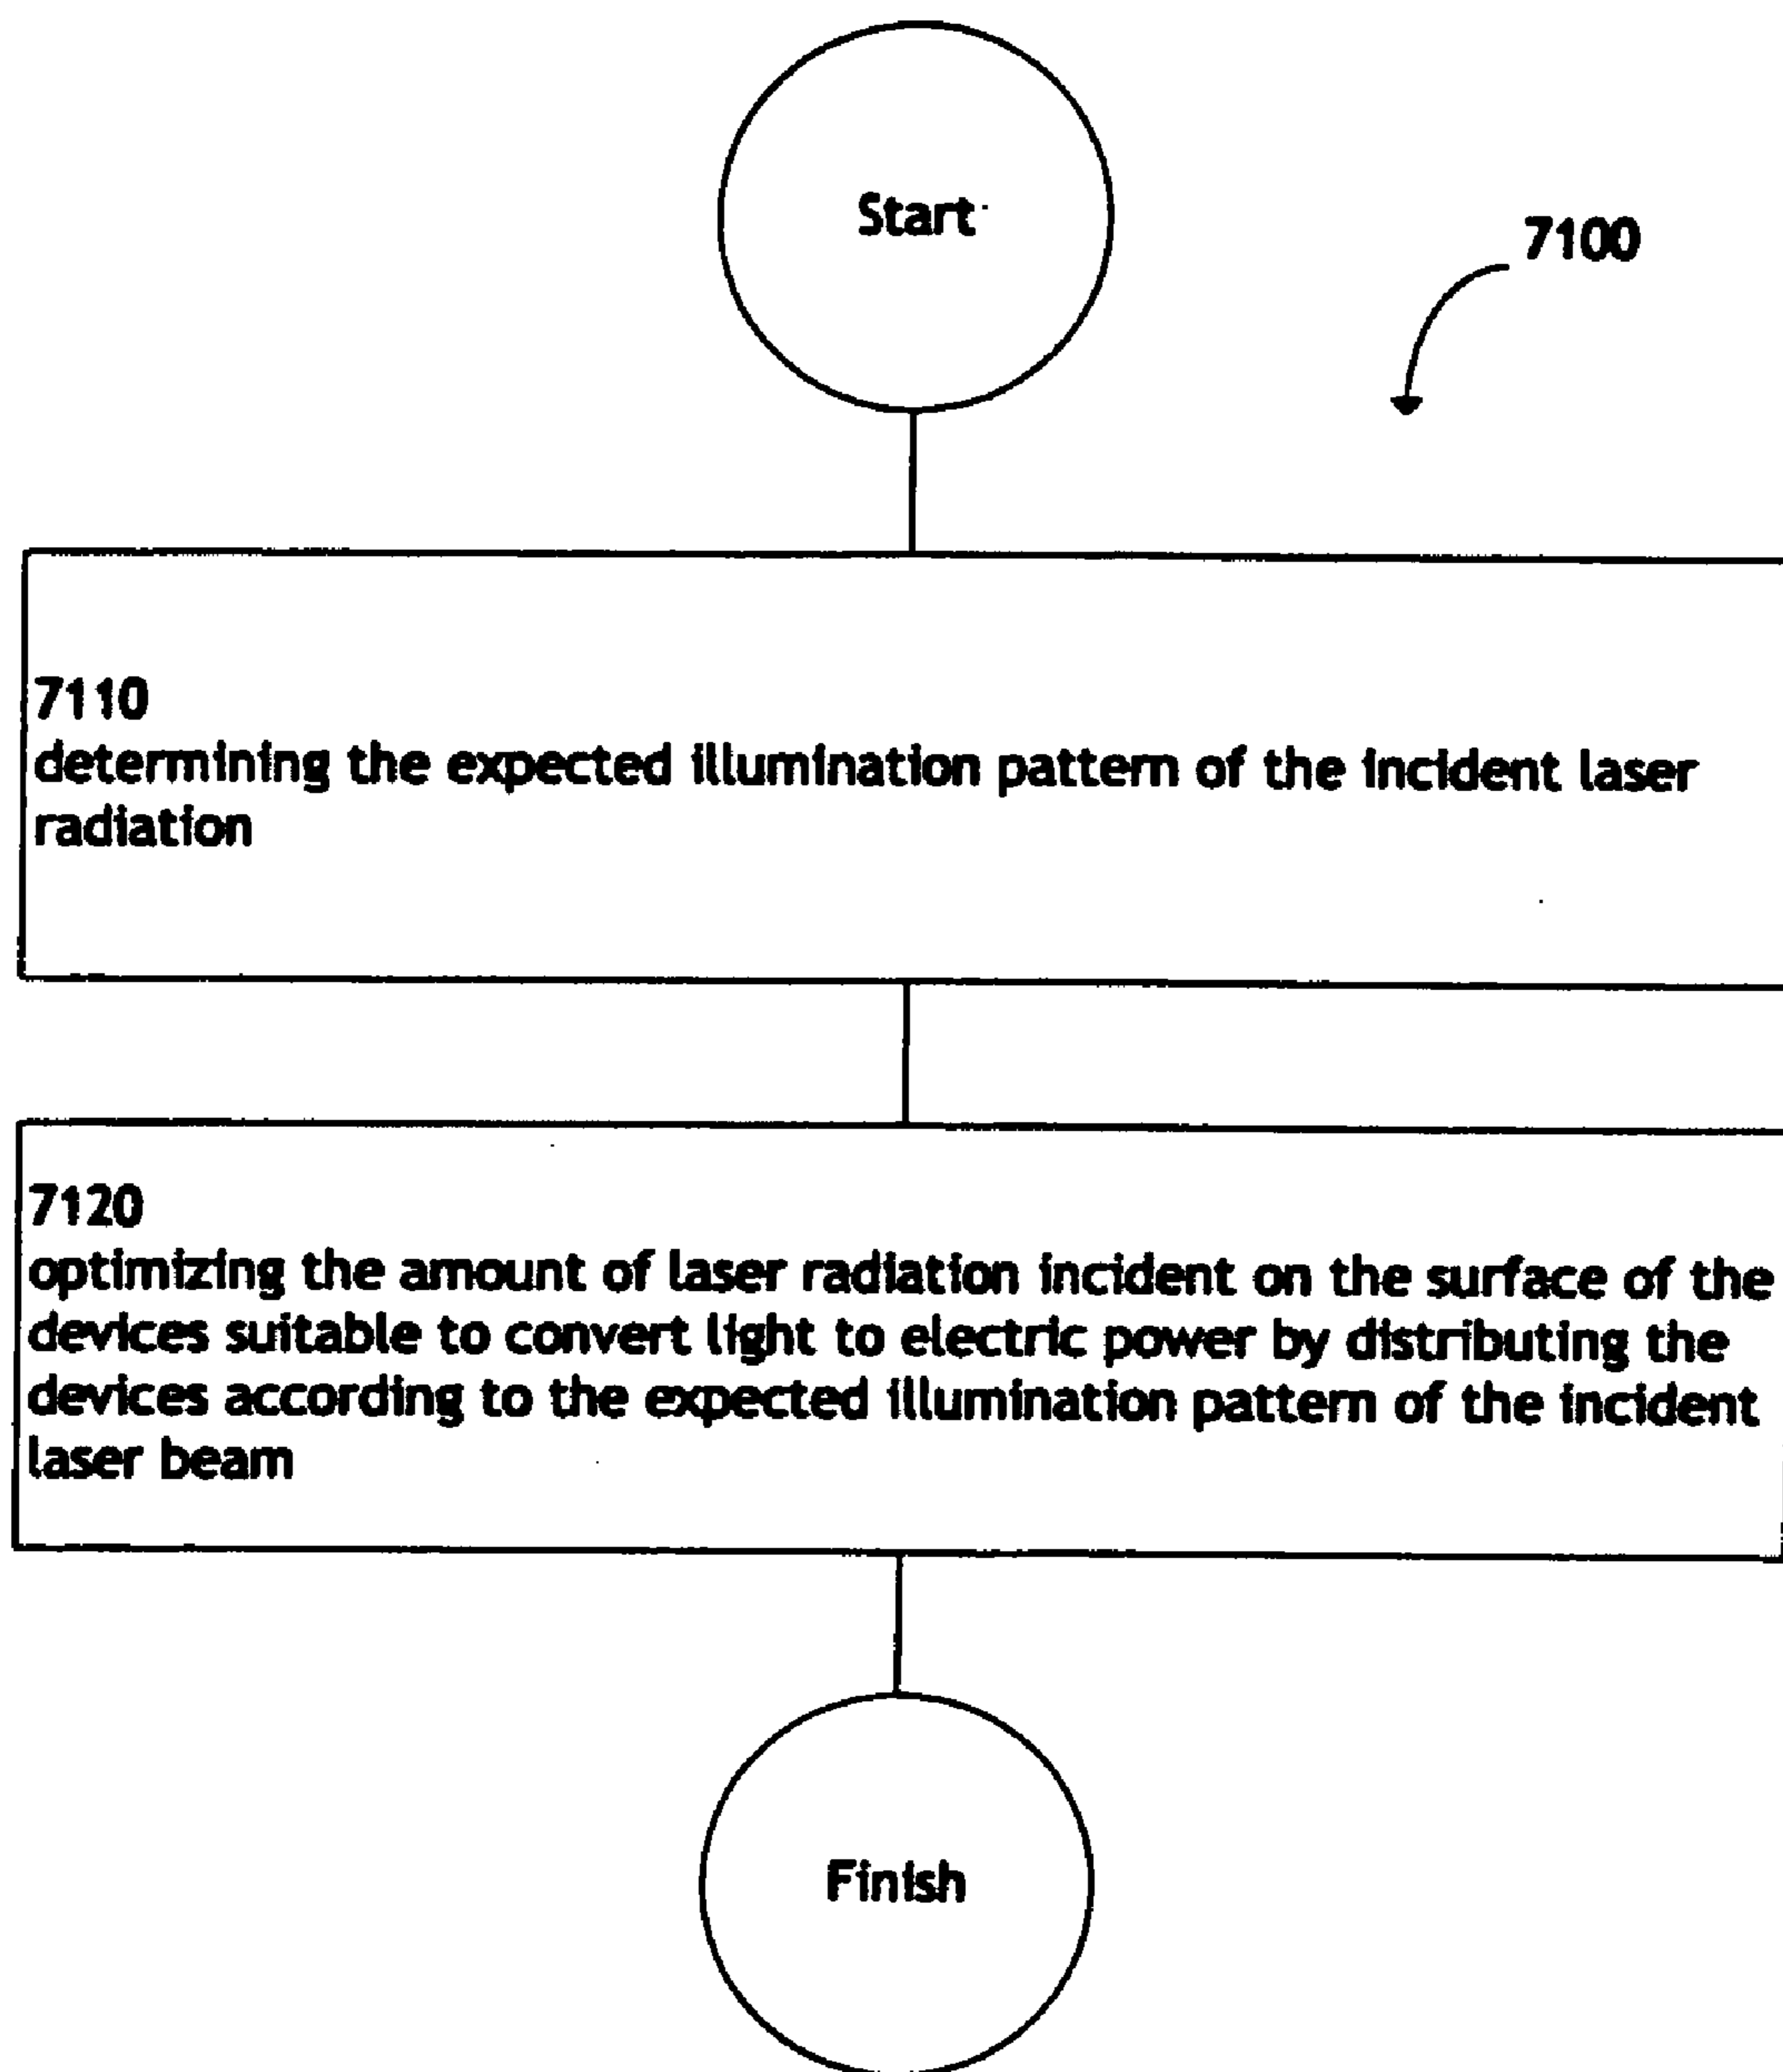 Start
7100
7110
determining the expected illumination pattern of the incident laser
radiation
7120
optimizing the amount of laser radiation incident on the surface of the
devices suitable to convert light to electric power by distributing the
devices according to the expected illumination pattern of the incident
laser beam
Finish